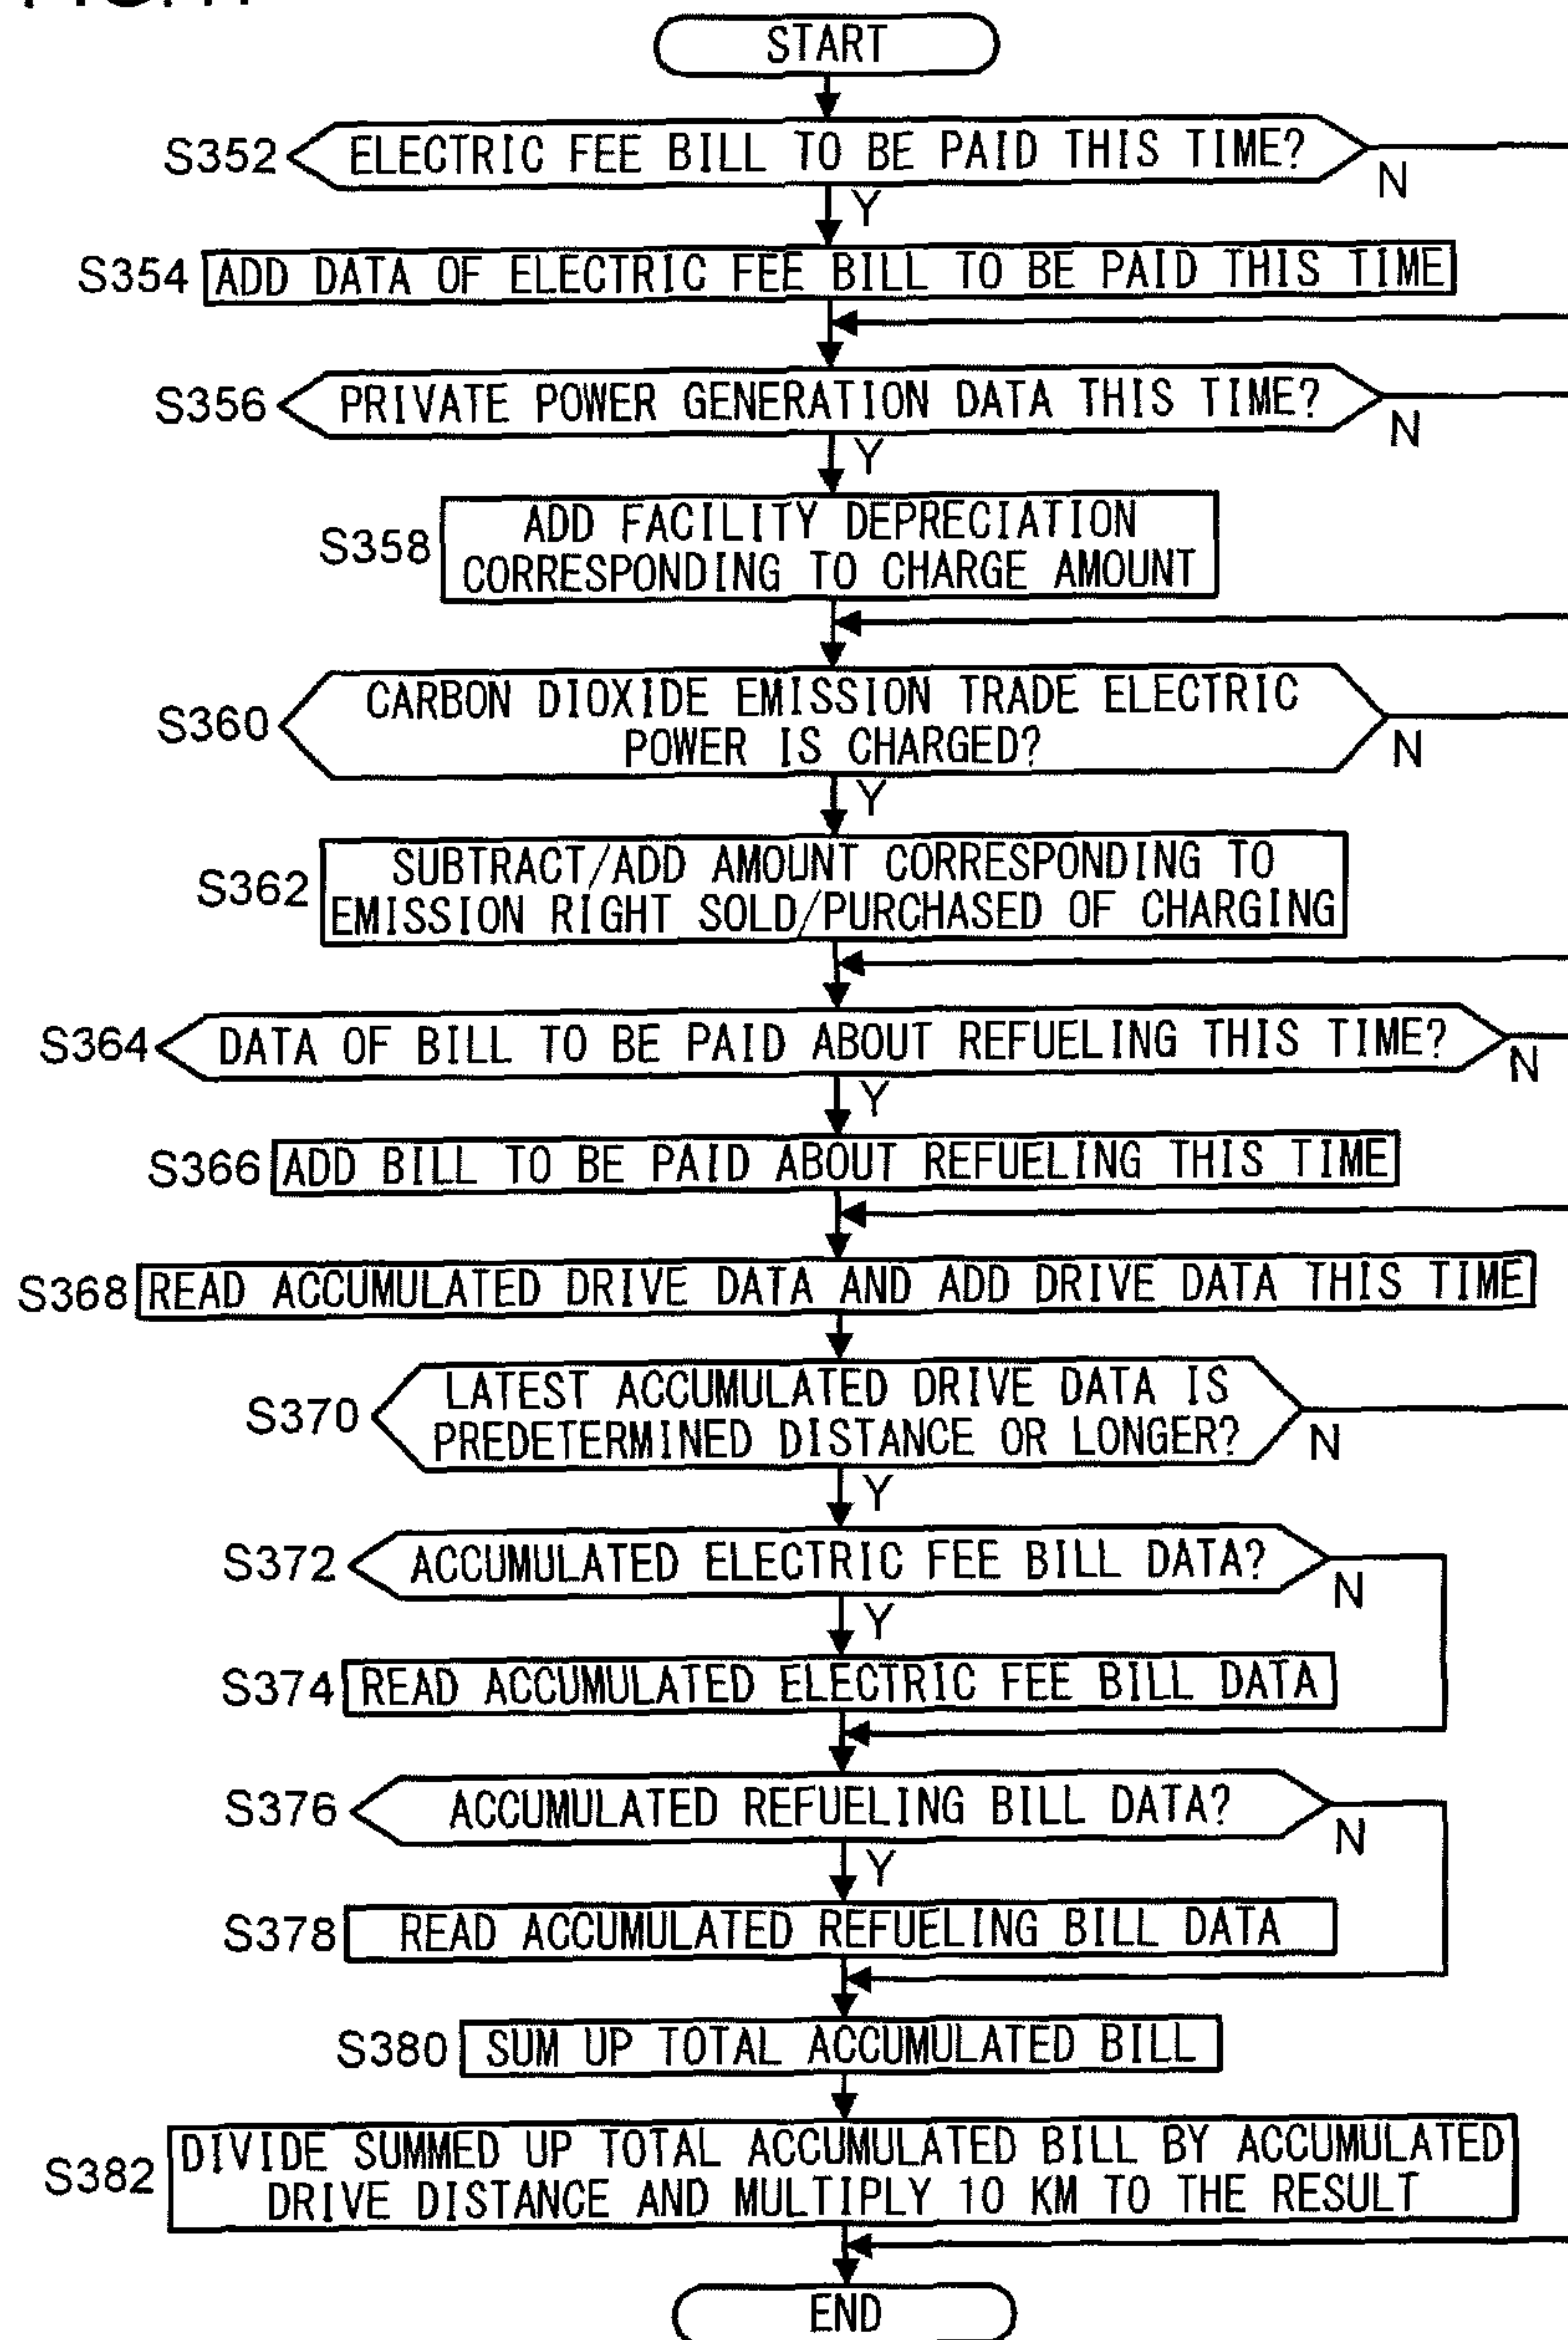 START
S352 ELECTRIC FEE BILL TO BE PAID THIS TIME?
N
Y
S354 ADD DATA OF ELECTRIC FEE BILL TO BE PAID THIS TIME
S356 PRIVATE POWER GENERATION DATA THIS TIME?
N
Y
S358 ADD FACILITY DEPRECIATION
CORRESPONDING TO CHARGE AMOUNT
S360 CARBON DIOXIDE EMISSION TRADE ELECTRIC
POWER IS CHARGED?
N
Y
S362 SUBTRACT/ADD AMOUNT CORRESPONDING TO
EMISSION RIGHT SOLD/PURCHASED OF CHARGING
S364 DATA OF BILL TO BE PAID ABOUT REFUELING THIS TIME?
N
Y
S366 ADD BILL TO BE PAID ABOUT REFUELING THIS TIME
S368 READ ACCUMULATED DRIVE DATA AND ADD DRIVE DATA THIS TIME
S370 LATEST ACCUMULATED DRIVE DATA IS
PREDETERMINED DISTANCE OR LONGER?
N
Y
S372 ACCUMULATED ELECTRIC FEE BILL DATA?
N
Y
S374 READ ACCUMULATED ELECTRIC FEE BILL DATA
S376 ACCUMULATED REFUELING BILL DATA?
N
Y
S378 READ ACCUMULATED REFUELING BILL DATA
S380 SUM UP TOTAL ACCUMULATED BILL
S382 DIVIDE SUMMED UP TOTAL ACCUMULATED BILL BY ACCUMULATED
DRIVE DISTANCE AND MULTIPLY 10 KM TO THE RESULT
END